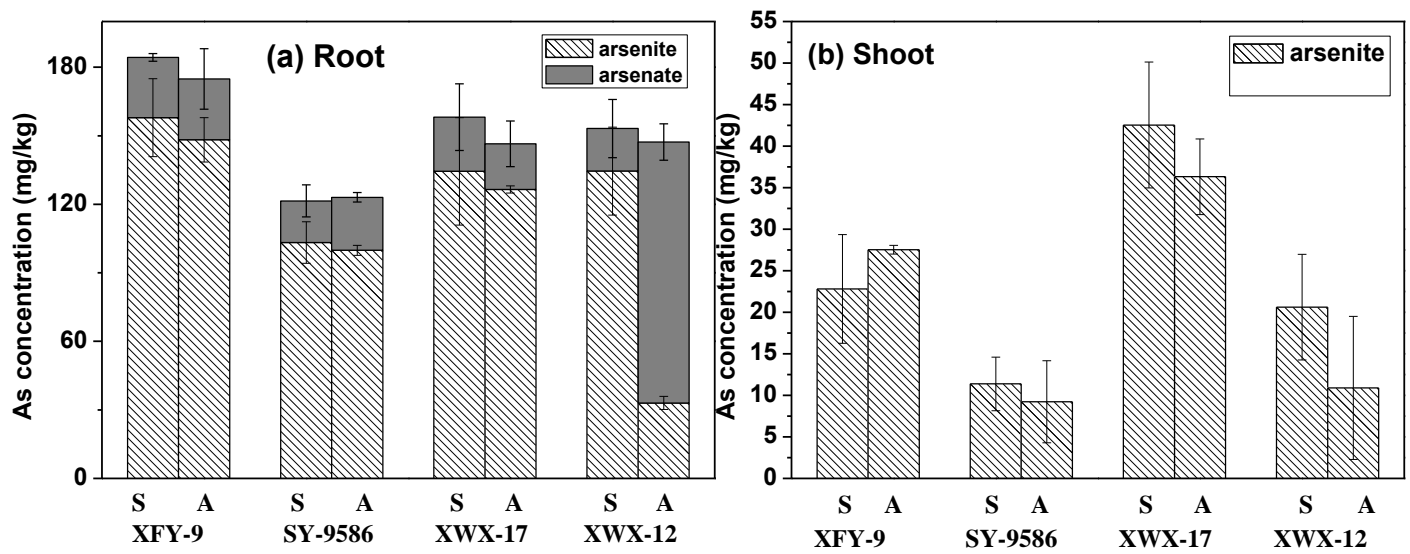 (a) Root
arsenite
arsenate
As concentration (mg/kg)
180
120
60
0
S A S A S A S A
XFY-9 SY-9586 XWX-17 XWX-12
(b) Shoot
arsenite
As concentration (mg/kg)
55
50
45
40
35
30
25
20
15
10
5
0
S A S A S A S A
XFY-9 SY-9586 XWX-17 XWX-12